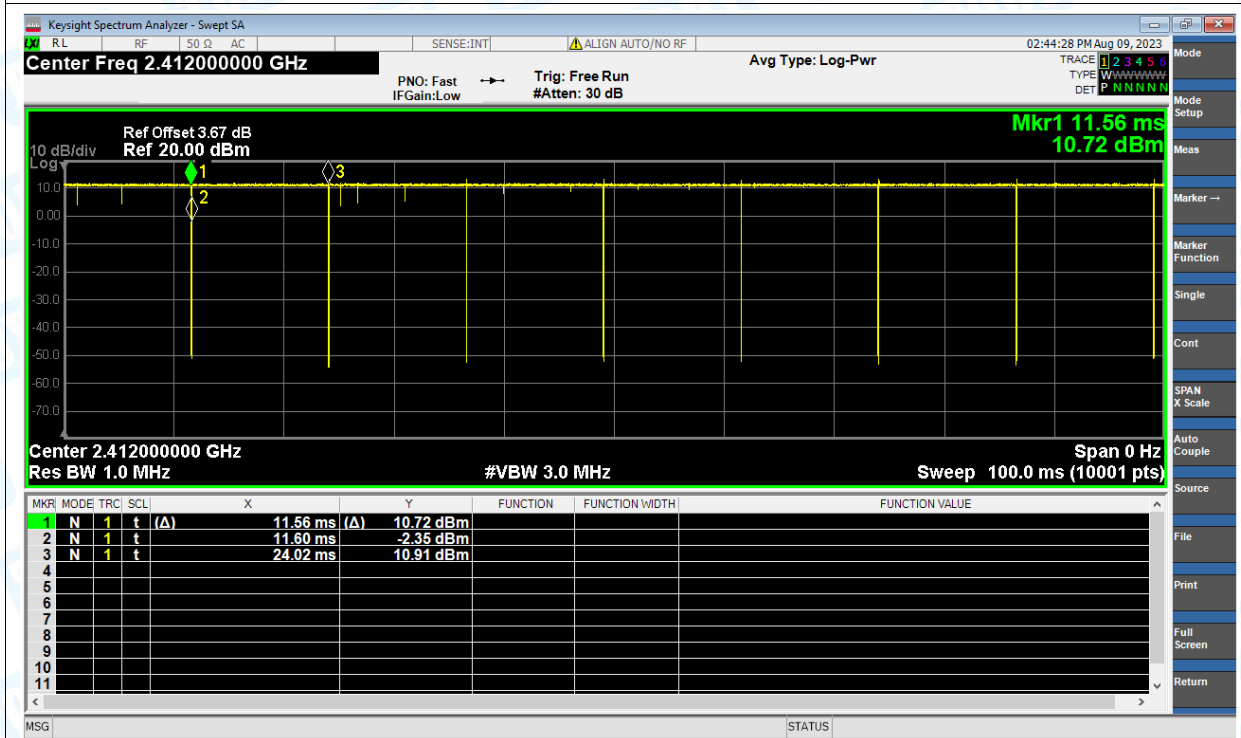 Keysight Spectrum Analyzer - Swept SA
LXI RL RF 50 Ω AC SENSE:INT ALIGN AUTO/NO RF 02:44:28 PM Aug 09, 2023
Center Freq 2.412000000 GHz
PNO: Fast
IFGain:Low
Trig: Free Run
#Atten: 30 dB
Avg Type: Log-Pwr
TRACE 1 2 3 4 5 6
TYPE WWWWWW
DET P N N N N N
Ref Offset 3.67 dB
10 dB/div Ref 20.00 dBm
Log
Mkr1 11.56 ms
10.72 dBm
1
2
3
10.0
0.00
-10.0
-20.0
-30.0
-40.0
-50.0
-60.0
-70.0
Center 2.412000000 GHz Span 0 Hz
Res BW 1.0 MHz #VBW 3.0 MHz Sweep 100.0 ms (10001 pts)
MKR MODE TRC SCL X Y FUNCTION FUNCTION WIDTH FUNCTION VALUE
1 N 1 t (Δ) 11.56 ms (Δ) 10.72 dBm
2 N 1 t 11.60 ms -2.35 dBm
3 N 1 t 24.02 ms 10.91 dBm
4
5
6
7
8
9
10
11
MSG STATUS
Mode
Mode
Setup
Meas
Marker →
Marker
Function
Single
Cont
SPAN
X Scale
Auto
Couple
Source
File
Print
Full
Screen
Return